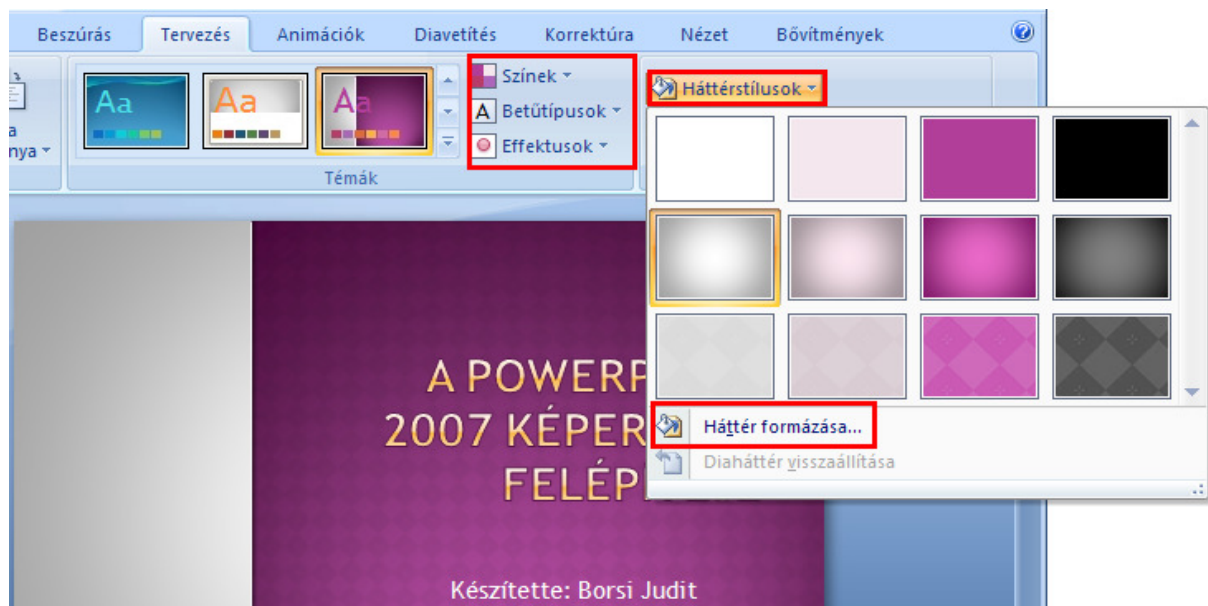 Beszúrás Tervezés Animációk Diavetítés Korrektúra Nézet Bővítmények
Aa Aa Aa
Színek
Betűtípusok
Effektusok
Háttérstílusok
a
nya
Témák
Háttér formázása...
Diaháttér visszaállítása
A POWERP
2007 KÉPER
FELÉP
Készítette: Borsi Judit